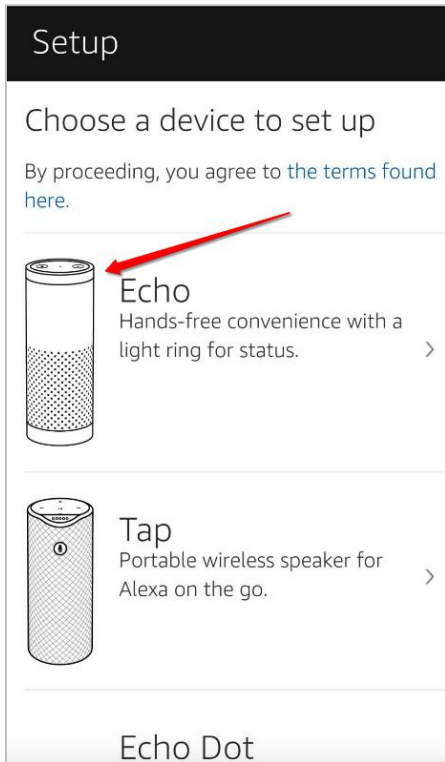 Setup
Choose a device to set up
By proceeding, you agree to the terms found
here.
Echo
Hands-free convenience with a
light ring for status.
Tap
Portable wireless speaker for
Alexa on the go.
Echo Dot